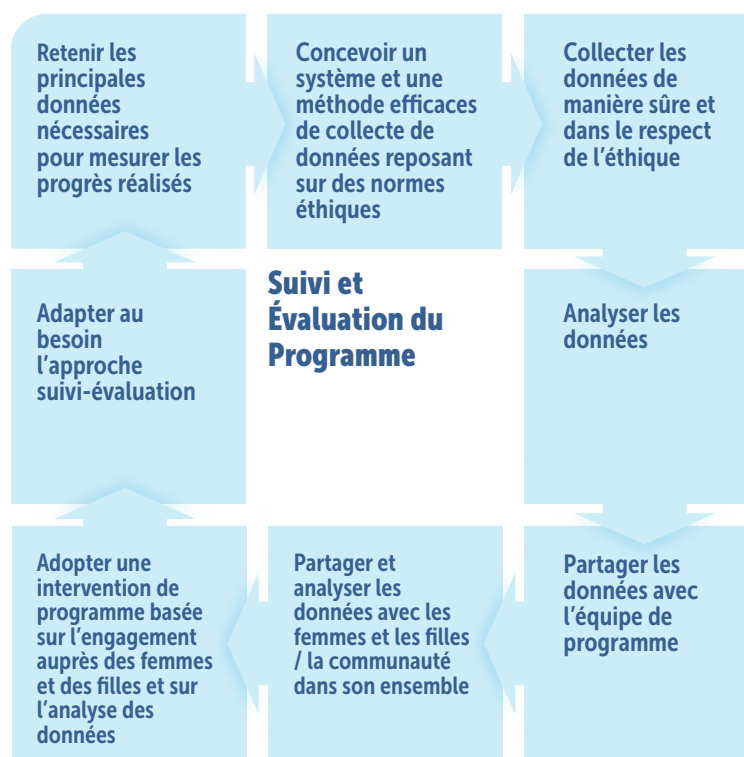 Retenir les
principales
données
nécessaires
pour mesurer les
progrès réalisés
Concevoir un
système et une
méthode efficaces
de collecte de
données reposant
sur des normes
éthiques
Collecter les
données de
manière sûre et
dans le respect
de l’éthique
Adapter au
besoin
l’approche
suivi-évaluation
Suivi et
Évaluation du
Programme
Analyser les
données
Adopter une
intervention de
programme basée
sur l’engagement
auprès des femmes
et des filles et sur
l’analyse des
données
Partager et
analyser les
données avec les
femmes et les filles
/ la communauté
dans son ensemble
Partager les
données avec
l’équipe de
programme